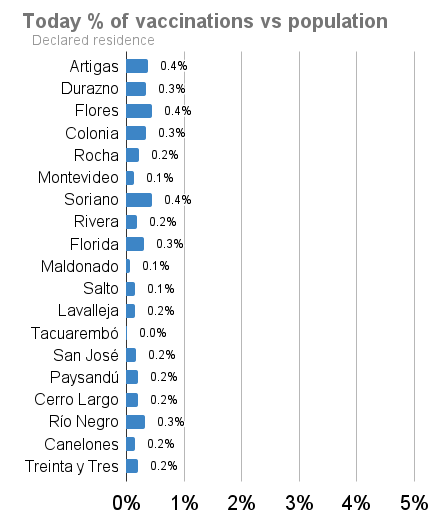 Today % of vaccinations vs population
Declared residence
Artigas 0.4%
Durazno 0.3%
Flores 0.4%
Colonia 0.3%
Rocha 0.2%
Montevideo 0.1%
Soriano 0.4%
Rivera 0.2%
Florida 0.3%
Maldonado 0.1%
Salto 0.1%
Lavalleja 0.2%
Tacuarembó 0.0%
San José 0.2%
Paysandú 0.2%
Cerro Largo 0.2%
Río Negro 0.3%
Canelones 0.2%
Treinta y Tres 0.2%
0% 1% 2% 3% 4% 5%